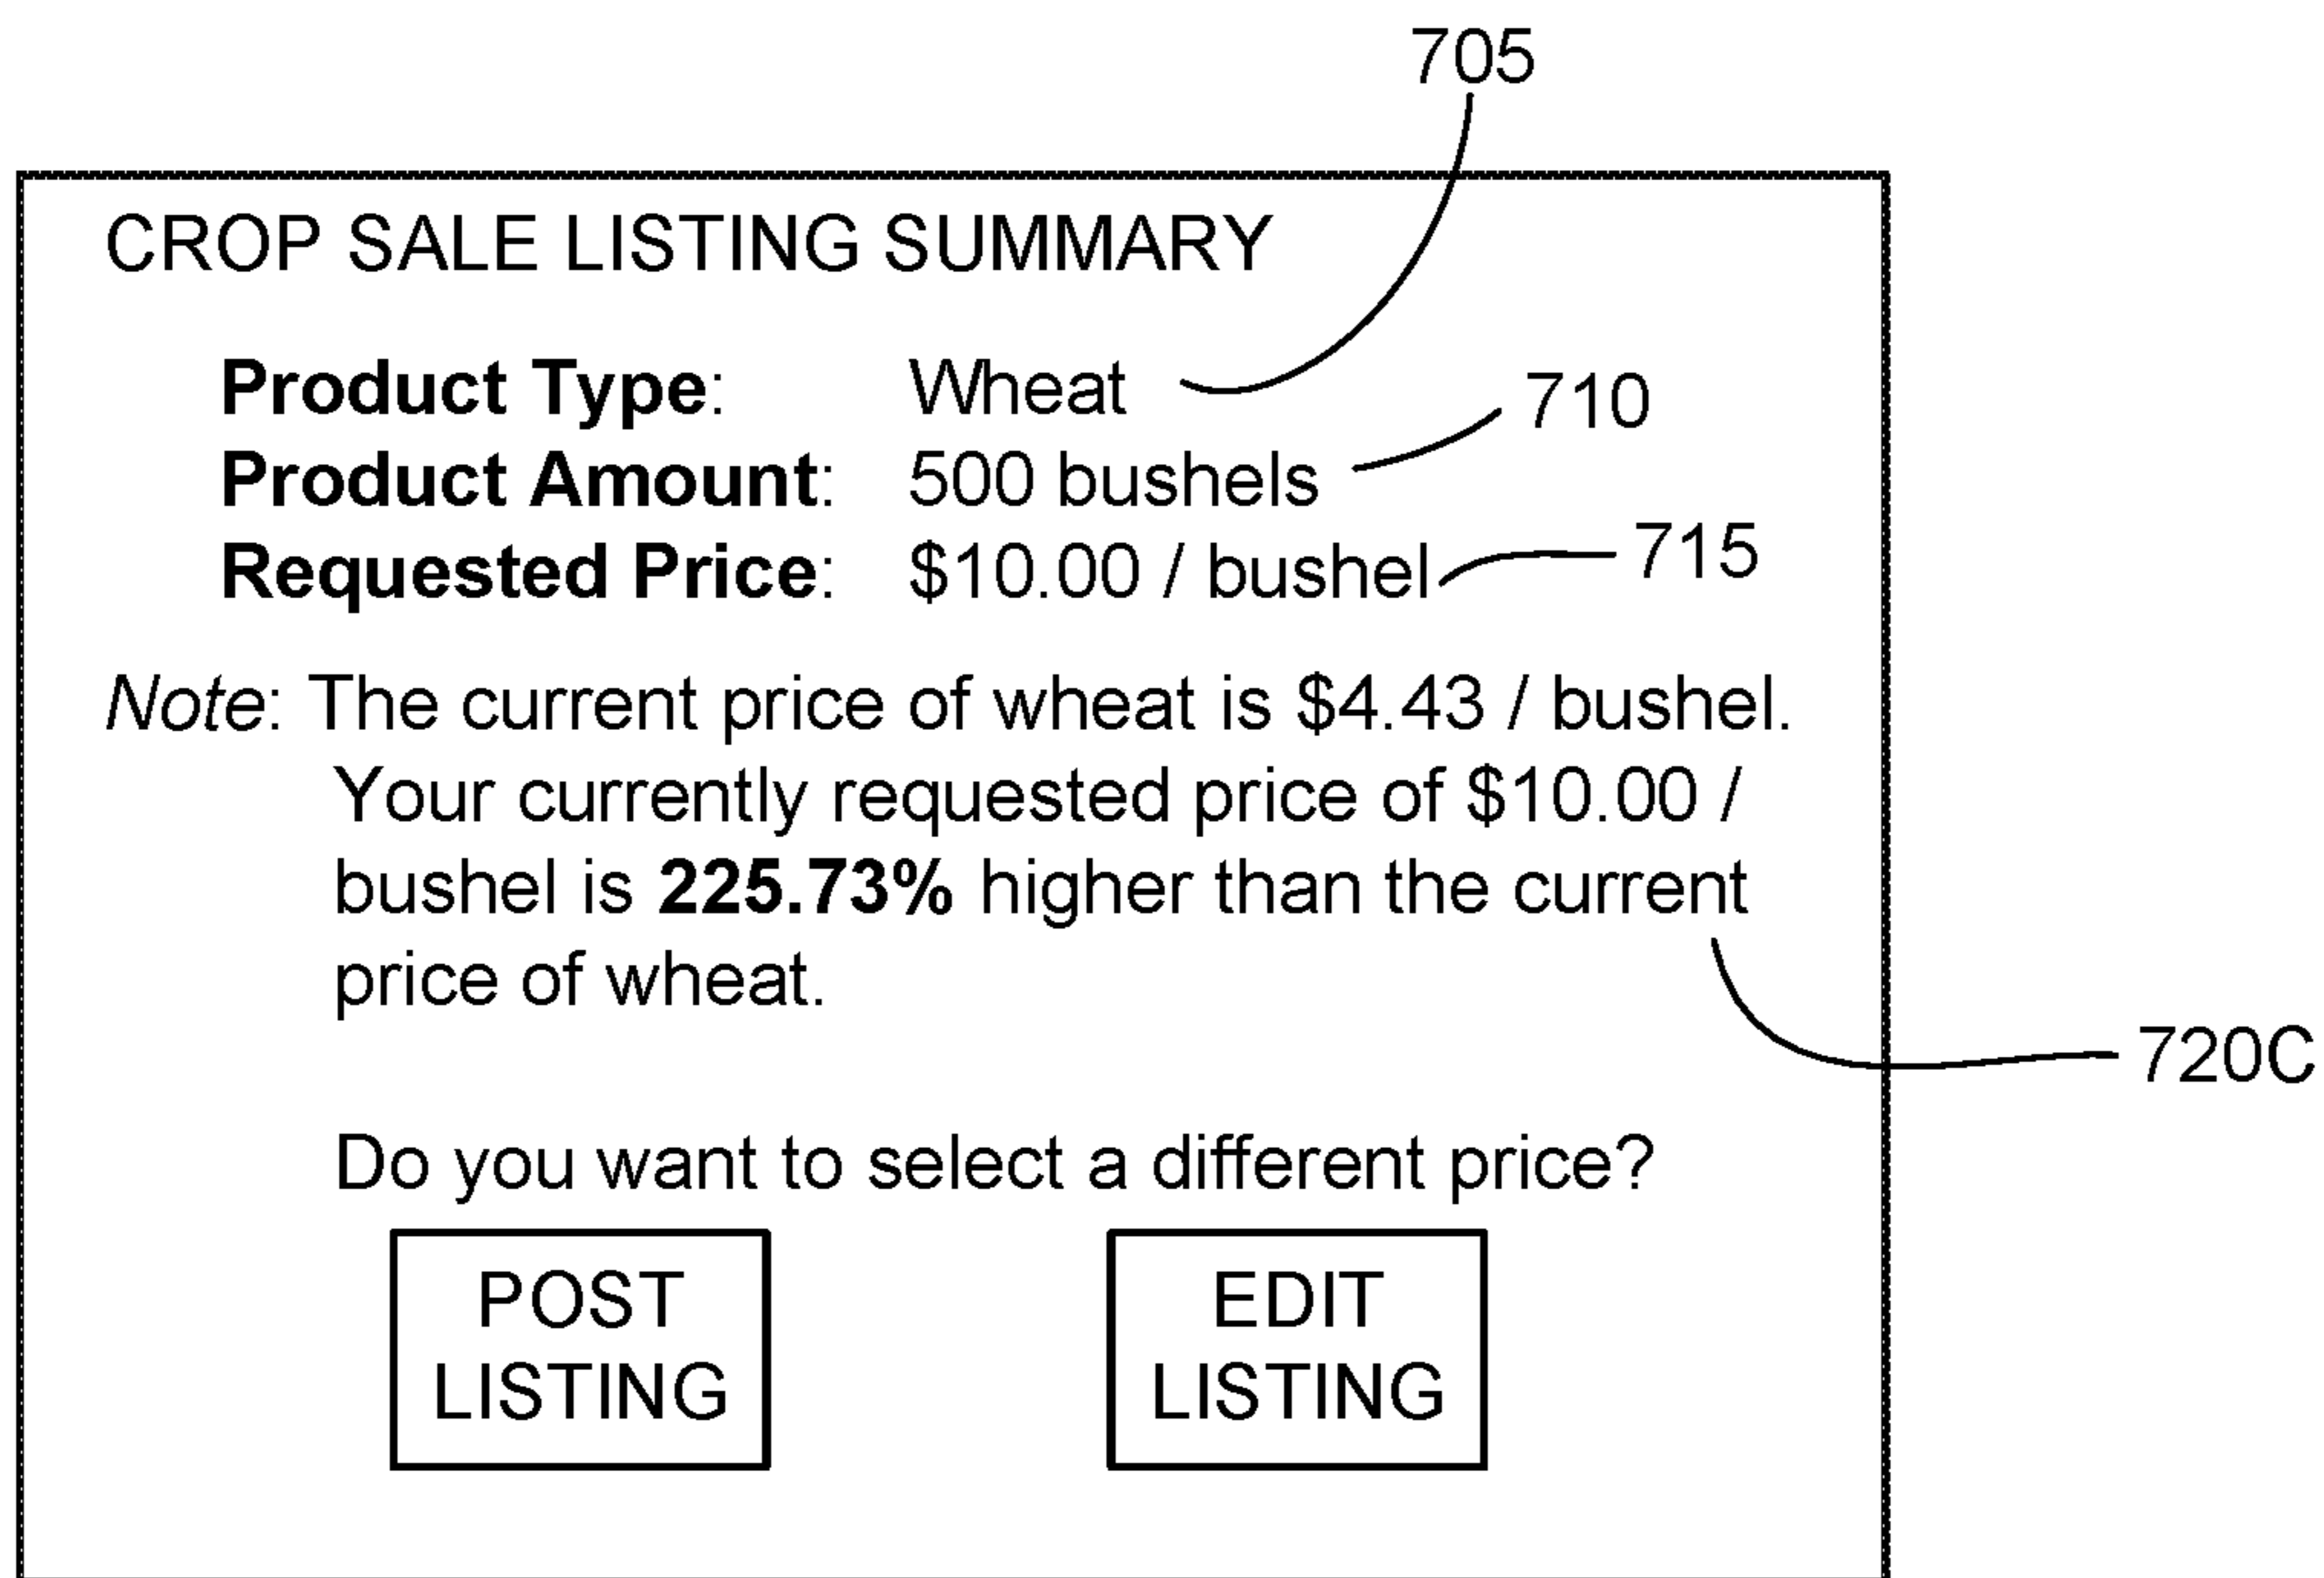 705
CROP SALE LISTING SUMMARY
Product Type: Wheat
710
Product Amount: 500 bushels
Requested Price: $10.00 / bushel
715
Note: The current price of wheat is $4.43 / bushel.
Your currently requested price of $10.00 /
bushel is 225.73% higher than the current
price of wheat.
720C
Do you want to select a different price?
POST
LISTING
EDIT
LISTING